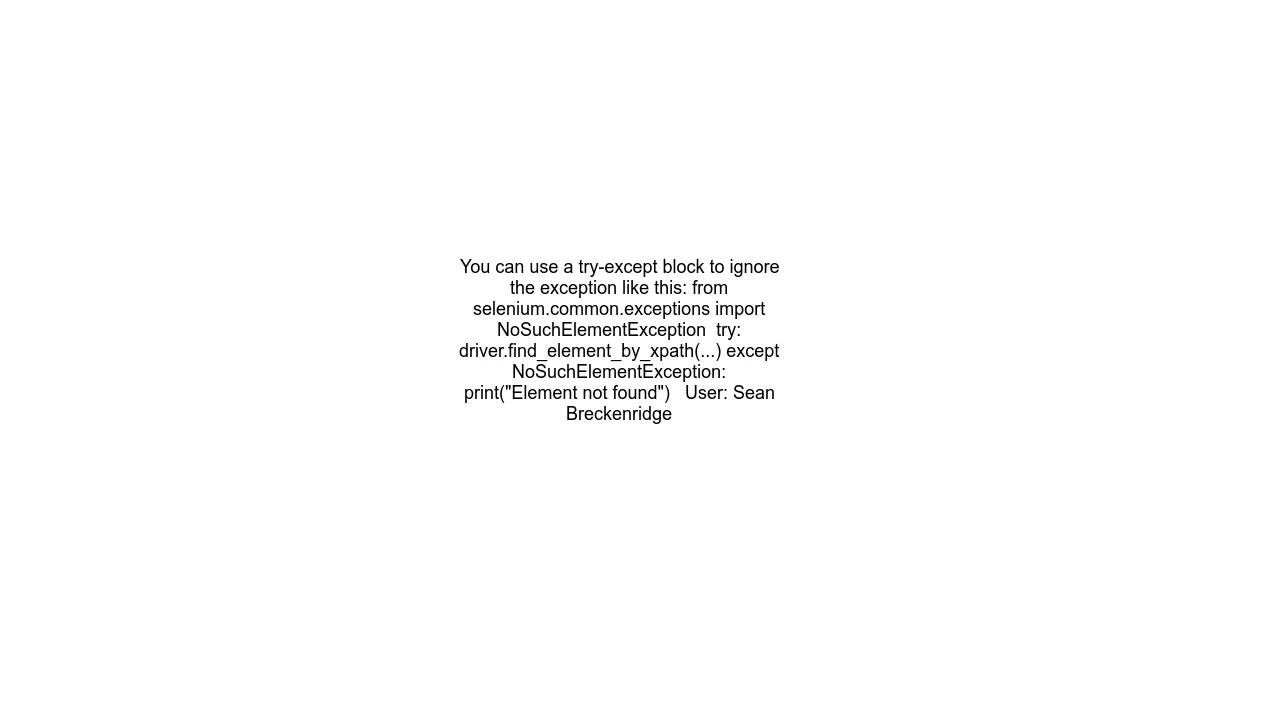 You can use a try-except block to ignore
the exception like this: from
selenium.common.exceptions import
NoSuchElementException  try:
driver.find_element_by_xpath(...) except
NoSuchElementException:
print("Element not found")   User: Sean
Breckenridge